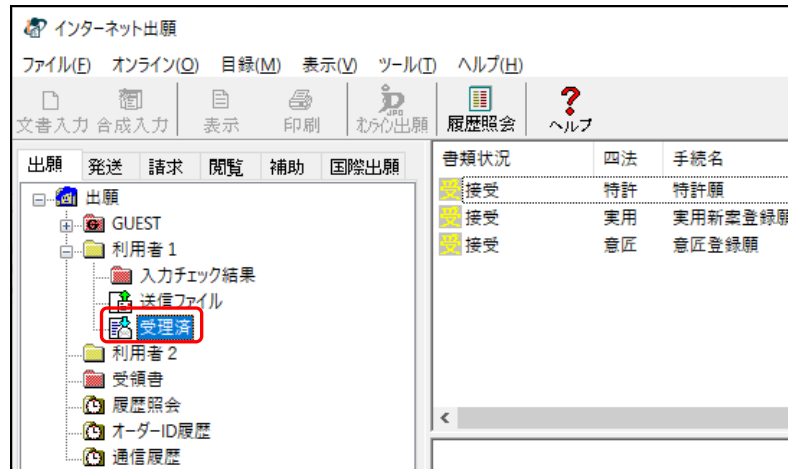 インターネット出願
ファイル(F) オンライン(O) 目録(M) 表示(V) ツール(T) ヘルプ(H)
文書入力 合成入力 表示 印刷 オンライン出願 履歴照会 ヘルプ
出願 発送 請求 閲覧 補助 国際出願
書類状況 四法 手続名
出願
GUEST
利用者1
入力チェック結果
送信ファイル
受理済
利用者2
受領書
履歴照会
オーダーID履歴
通信履歴
受 接受 特許 特許願
受 接受 実用 実用新案登録願
受 接受 意匠 意匠登録願